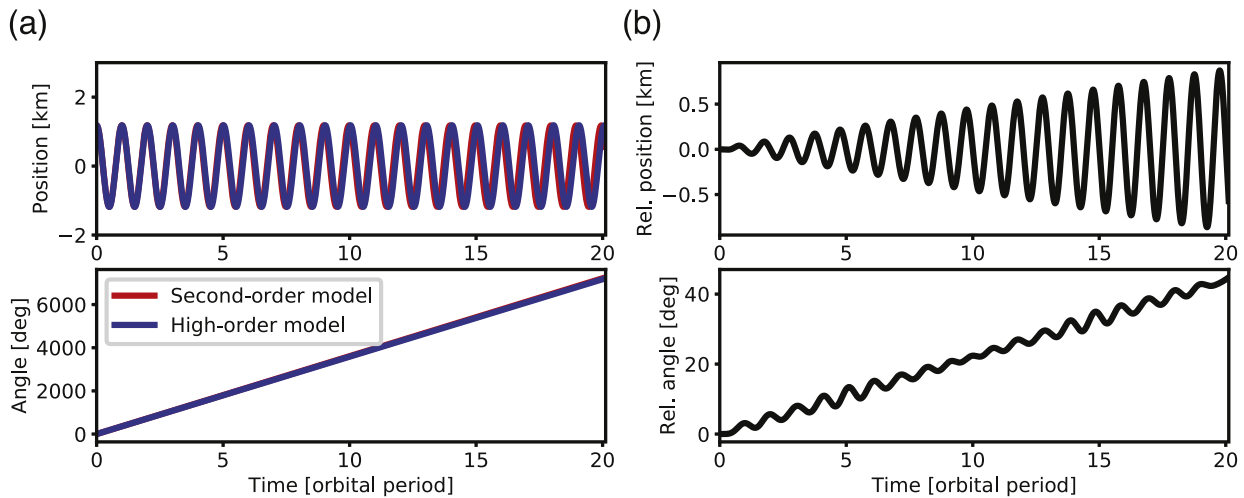 (a)
Position [km]
2
0
−2
0 5 10 15 20
Angle [deg]
6000
4000
2000
0
Second-order model
High-order model
0 5 10 15 20
Time [orbital period]
(b)
Rel. position [km]
0.5
0.0
−0.5
0 5 10 15 20
Rel. angle [deg]
40
20
0
0 5 10 15 20
Time [orbital period]